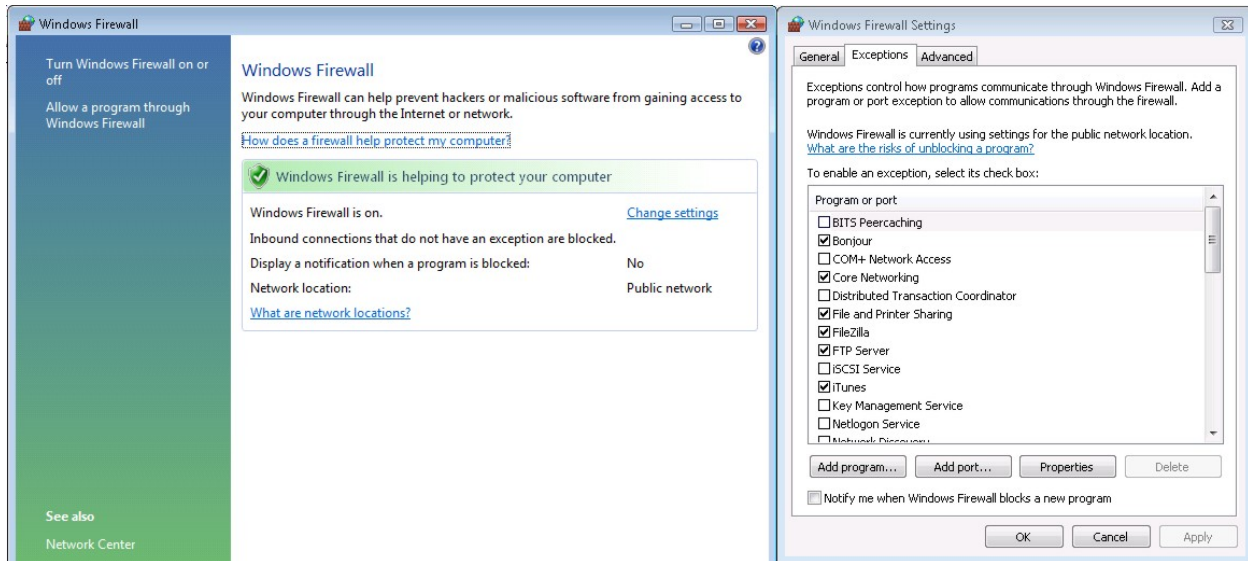 Windows Firewall
Turn Windows Firewall on or
off
Allow a program through
Windows Firewall
See also
Network Center
Windows Firewall
Windows Firewall can help prevent hackers or malicious software from gaining access to
your computer through the Internet or network.
How does a firewall help protect my computer?
Windows Firewall is helping to protect your computer
Windows Firewall is on.
Change settings
Inbound connections that do not have an exception are blocked.
Display a notification when a program is blocked: No
Network location: Public network
What are network locations?
Windows Firewall Settings
General Exceptions Advanced
Exceptions control how programs communicate through Windows Firewall. Add a
program or port exception to allow communications through the firewall.
Windows Firewall is currently using settings for the public network location.
What are the risks of unblocking a program?
To enable an exception, select its check box:
Program or port
BITS Peercaching
Bonjour
COM+ Network Access
Core Networking
Distributed Transaction Coordinator
File and Printer Sharing
FileZilla
FTP Server
iSCSI Service
iTunes
Key Management Service
Netlogon Service
Network Discovery
Add program... Add port... Properties Delete
Notify me when Windows Firewall blocks a new program
OK Cancel Apply